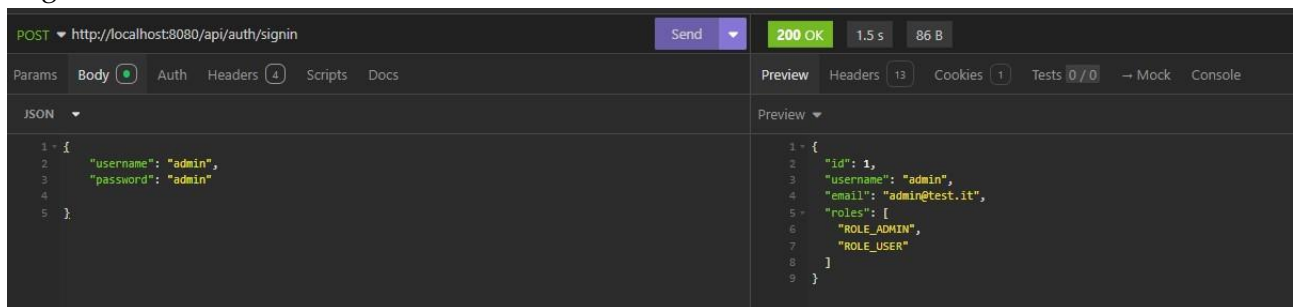 POST http://localhost:8080/api/auth/signin Send 200 OK 1.5 s 86 B
Params Body Auth Headers 4 Scripts Docs Preview Headers 13 Cookies 1 Tests 0 / 0 → Mock Console
JSON Preview
1 {
2 "username": "admin",
3 "password": "admin"
4
5 }
1 {
2 "id": 1,
3 "username": "admin",
4 "email": "admin@test.it",
5 "roles": [
6 "ROLE_ADMIN",
7 "ROLE_USER"
8 ]
9 }